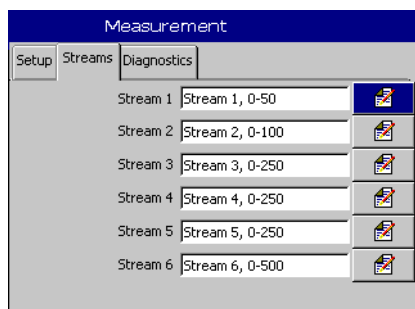 Measurement
Setup Streams Diagnostics
Stream 1 Stream 1, 0-50
Stream 2 Stream 2, 0-100
Stream 3 Stream 3, 0-250
Stream 4 Stream 4, 0-250
Stream 5 Stream 5, 0-250
Stream 6 Stream 6, 0-500